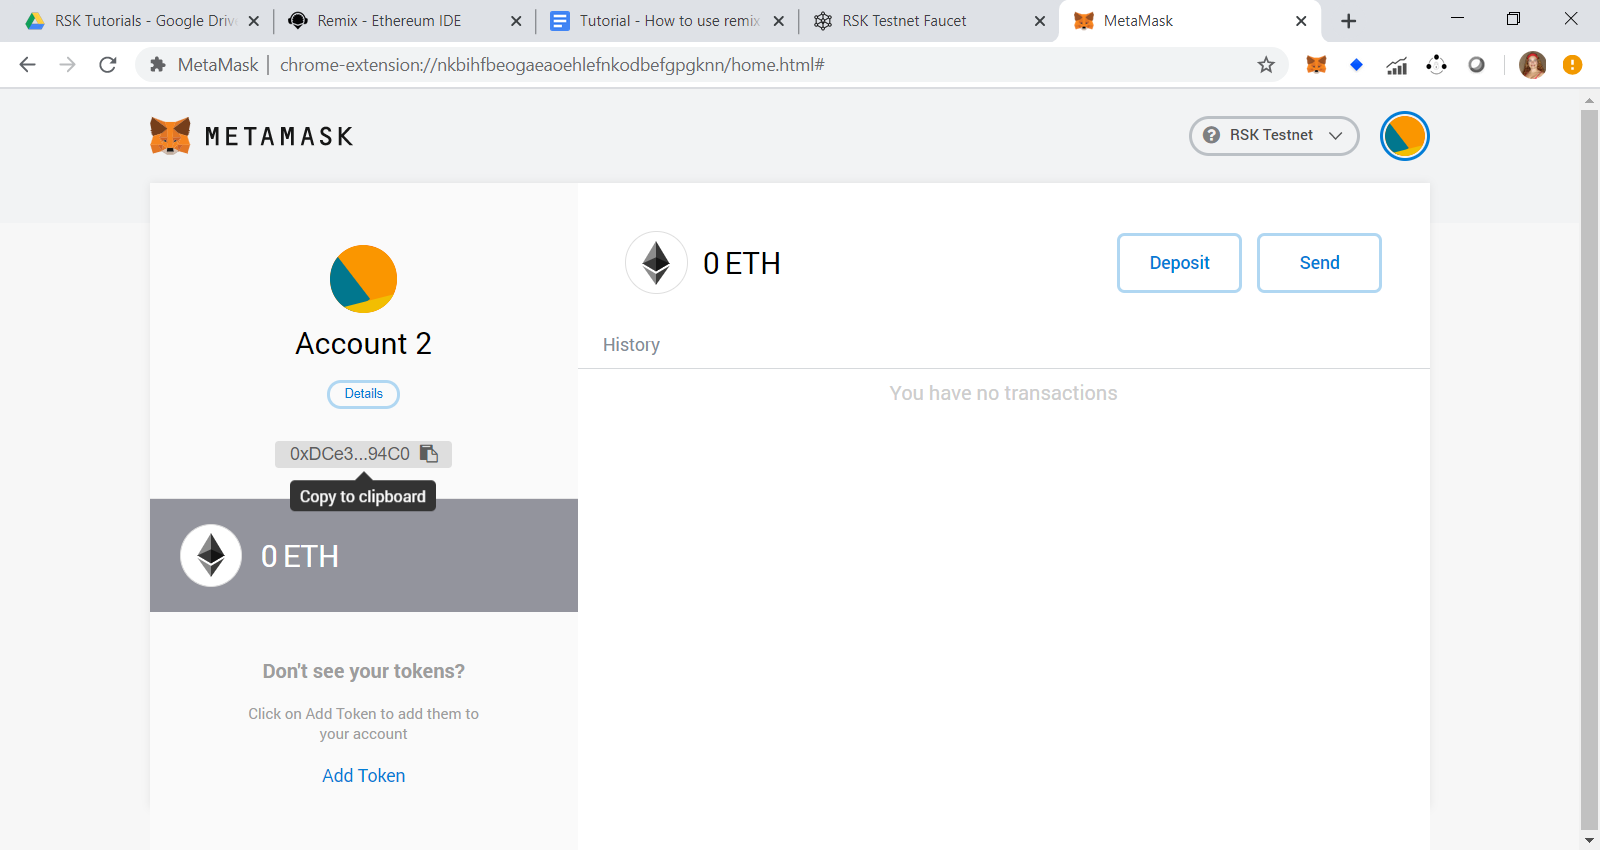 RSK Tutorials - Google Driv
Remix - Ethereum IDE
Tutorial - How to use remix
RSK Testnet Faucet
MetaMask
MetaMask | chrome-extension://nkbihfbeogaeaoehlefnkodbefgpgknn/home.html#
METAMASK
? RSK Testnet
Account 2
Details
0xDCe3...94C0
Copy to clipboard
0 ETH
Don't see your tokens?
Click on Add Token to add them to
your account
Add Token
0 ETH
Deposit
Send
History
You have no transactions